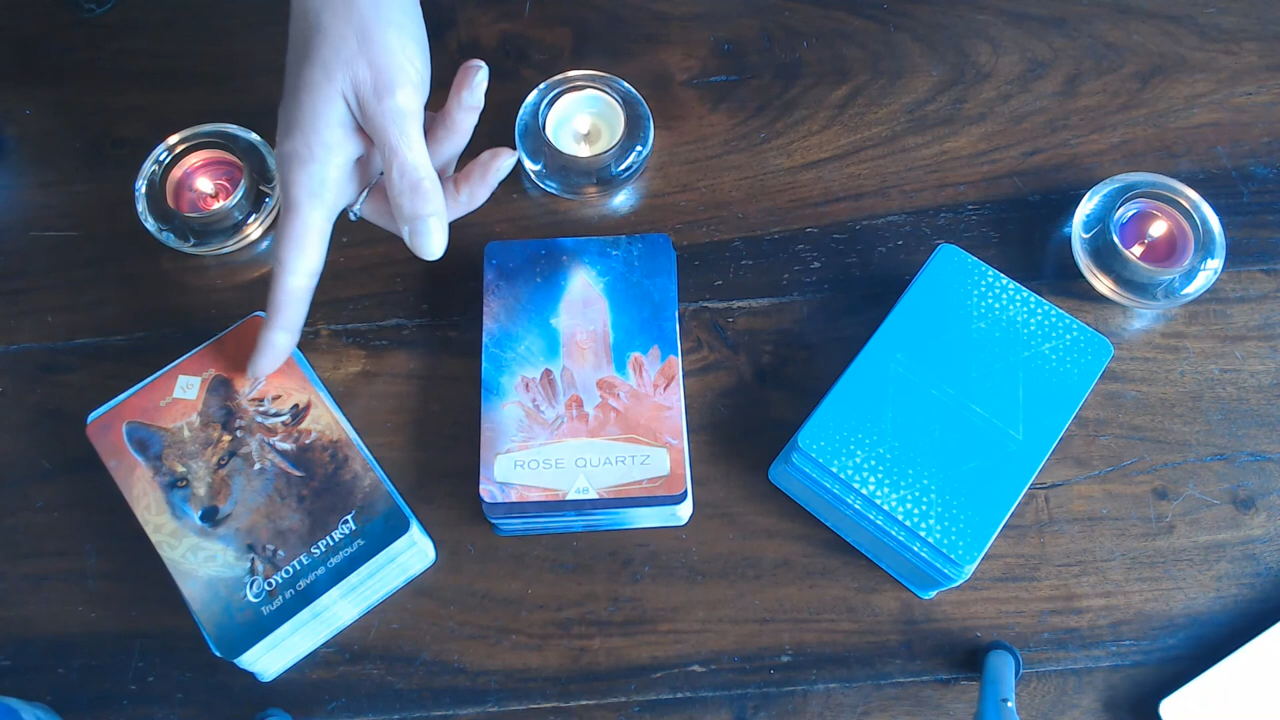 16
COYOTE SPIRIT
Trust in divine detours.
ROSE QUARTZ
48